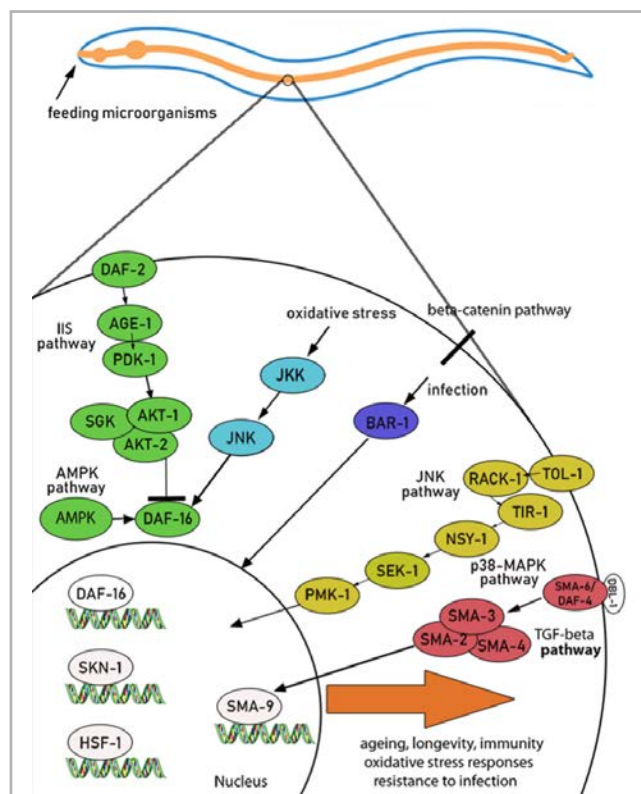 feeding microorganisms
DAF-2
beta-catenin pathway
oxidative stress
AGE-1
IIS
pathway
PDK-1
JKK
infection
AKT-1
SGK
AKT-2
BAR-1
JNK
AMPK
pathway
JNK
pathway
RACK-1
TOL-1
TIR-1
AMPK
DAF-16
NSY-1
SEK-1
p38-MAPK
pathway
PMK-1
DAF-16
SMA-6/
DAF-4
DBL-1
SMA-3
SMA-2
SMA-4
TGF-beta
pathway
SKN-1
SMA-9
HSF-1
Nucleus
ageing, longevity, immunity
oxidative stress responses
resistance to infection